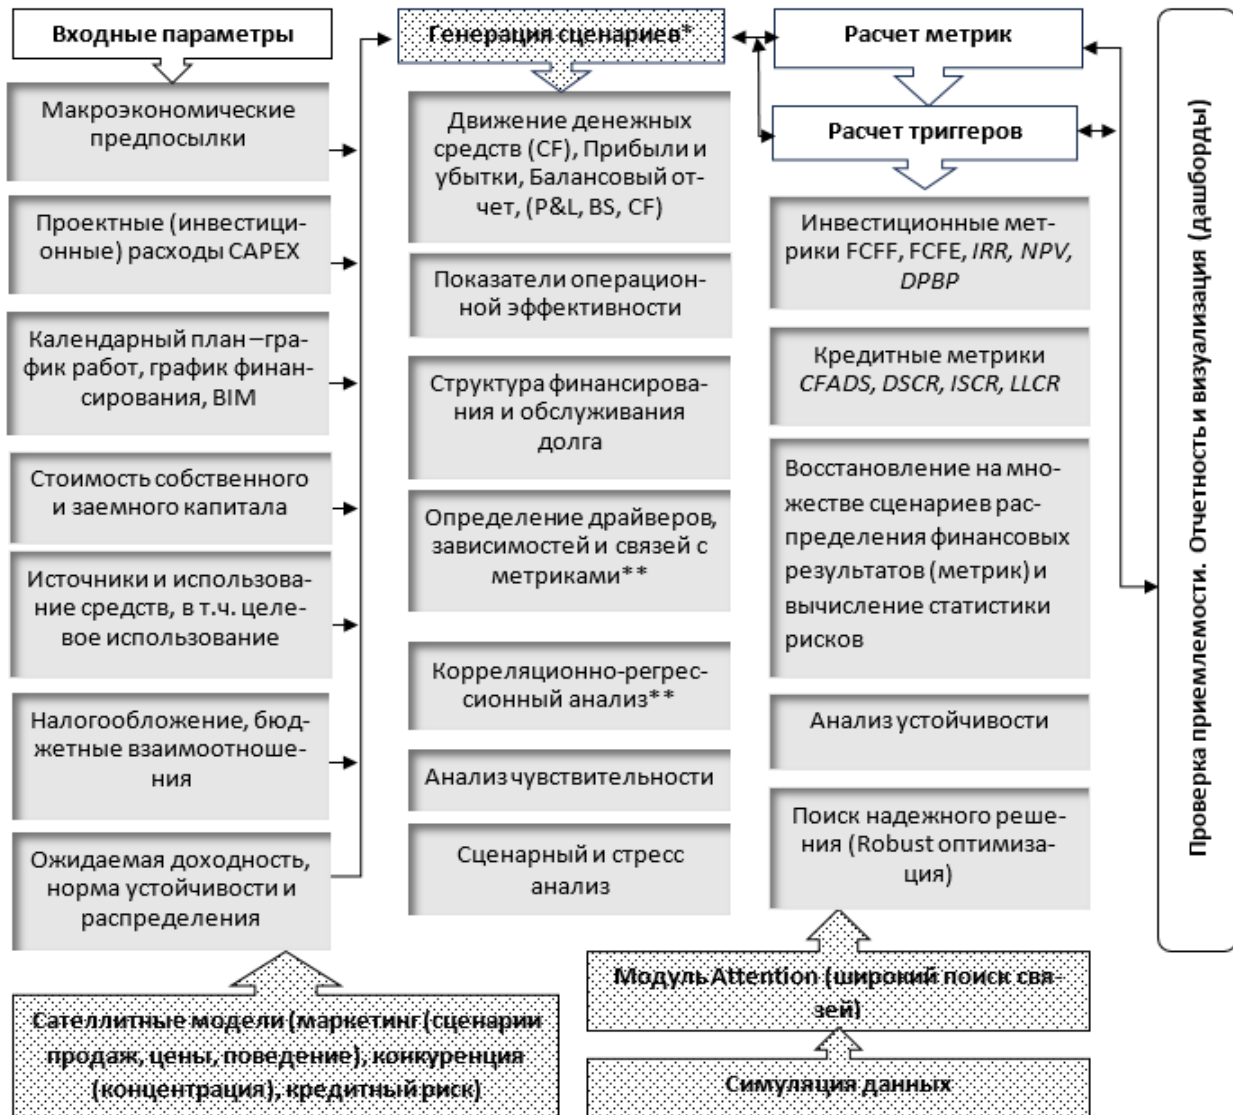 Входные параметры
Макроэкономические
предпосылки
Проектные (инвестици-
онные) расходы CAPEX
Календарный план –гра-
фик работ, график финан-
сирования, BIM
Стоимость собственного
и заемного капитала
Источники и использова-
ние средств, в т.ч. целе-
вое использование
Налогообложение, бюд-
жетные взаимоотноше-
ния
Ожидаемая доходность,
норма устойчивости и
распределения
Сателлитные модели (маркетинг (сценарии
продаж, цены, поведение), конкуренция
(концентрация), кредитный риск)
Генерация сценариев*
Движение денежных
средств (CF), Прибыли и
убытки, Балансовый от-
чет, (P&L, BS, CF)
Показатели операцион-
ной эффективности
Структура финансирова-
ния и обслуживания
долга
Определение драйверов,
зависимостей и связей с
метриками**
Корреляционно-регрес-
сионный анализ**
Анализ чувствительности
Сценарный и стресс
анализ
Расчет метрик
Расчет триггеров
Инвестиционные мет-
рики FCFF, FCFE, IRR, NPV,
DPBP
Кредитные метрики
CFADS, DSCR, ISCR, LLCR
Восстановление на мно-
жестве сценариев рас-
пределения финансовых
результатов (метрик) и
вычисление статистики
рисков
Анализ устойчивости
Поиск надежного реше-
ния (Robust оптимиза-
ция)
Модуль Attention (широкий поиск свя-
зей)
Симуляция данных
Проверка приемлемости. Отчетность и визуализация (дашборды)